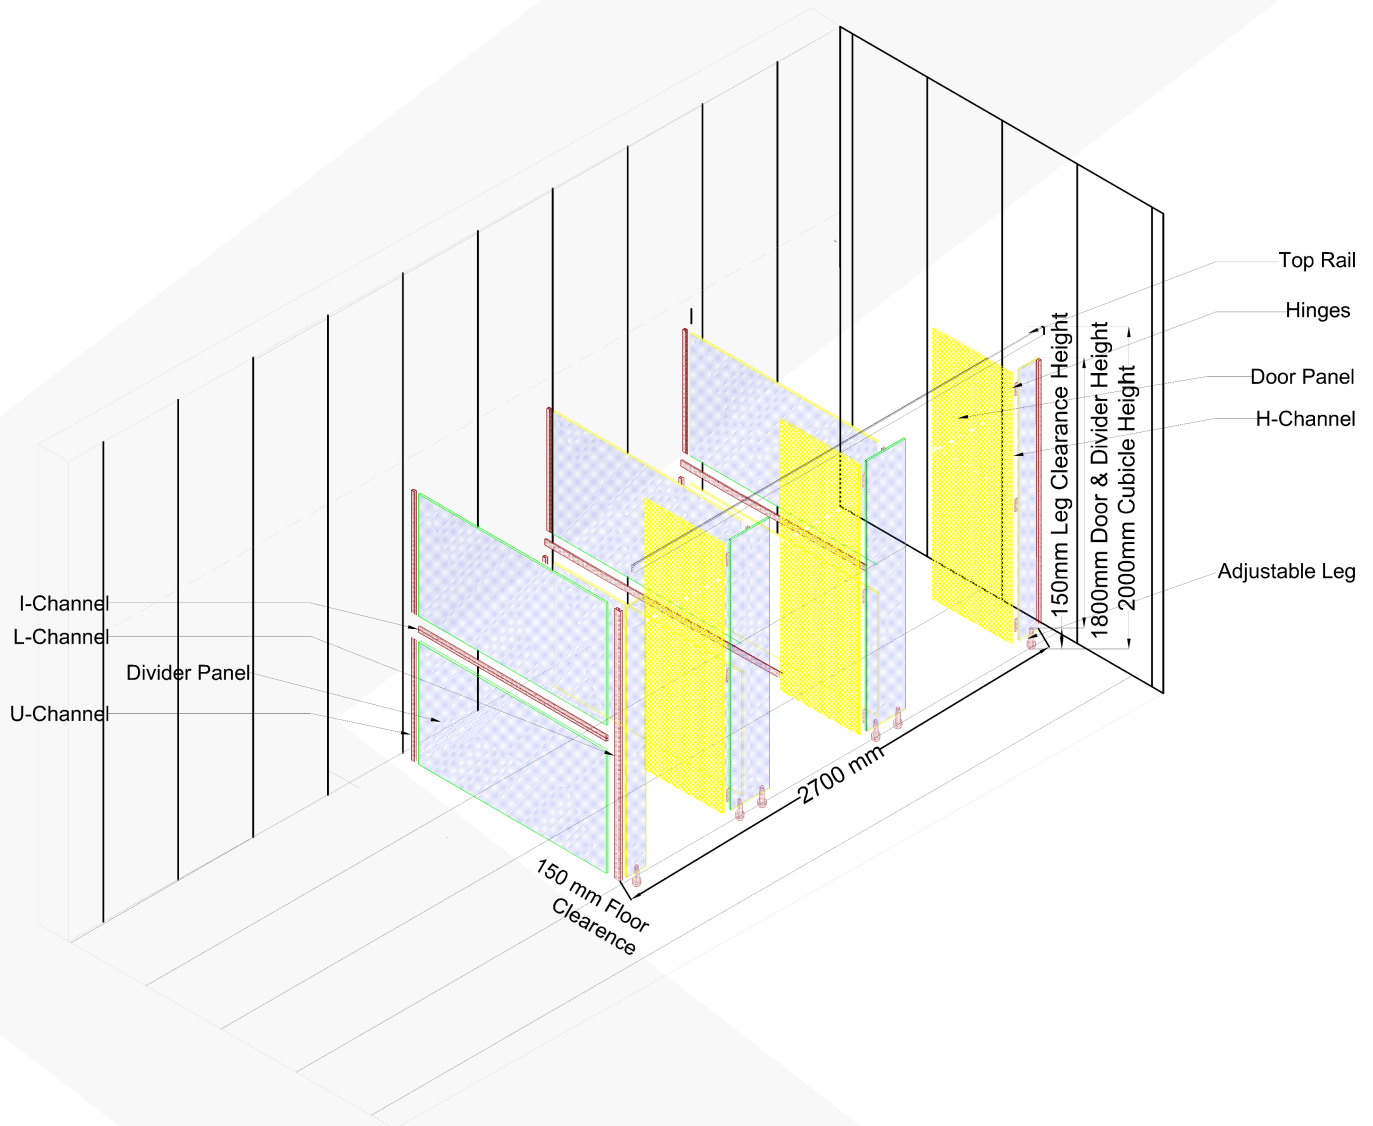 Top Rail
Hinges
Door Panel
H-Channel
150mm Leg Clearance Height
1800mm Door & Divider Height
2000mm Cubicle Height
Adjustable Leg
I-Channel
L-Channel
Divider Panel
U-Channel
2700 mm
150 mm Floor
Clearence